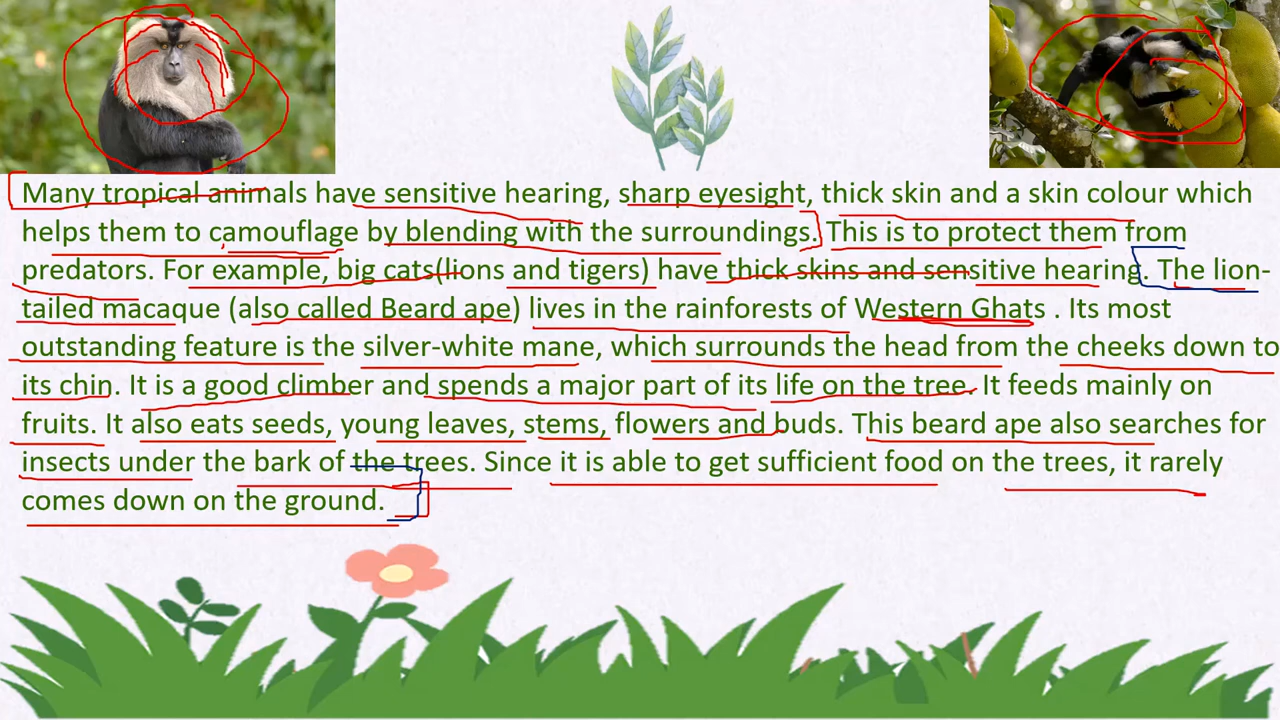 Many tropical animals have sensitive hearing, sharp eyesight, thick skin and a skin colour which
helps them to camouflage by blending with the surroundings. This is to protect them from
predators. For example, big cats(lions and tigers) have thick skins and sensitive hearing. The lion-
tailed macaque (also called Beard ape) lives in the rainforests of Western Ghats . Its most
outstanding feature is the silver-white mane, which surrounds the head from the cheeks down to
its chin. It is a good climber and spends a major part of its life on the tree. It feeds mainly on
fruits. It also eats seeds, young leaves, stems, flowers and buds. This beard ape also searches for
insects under the bark of the trees. Since it is able to get sufficient food on the trees, it rarely
comes down on the ground.